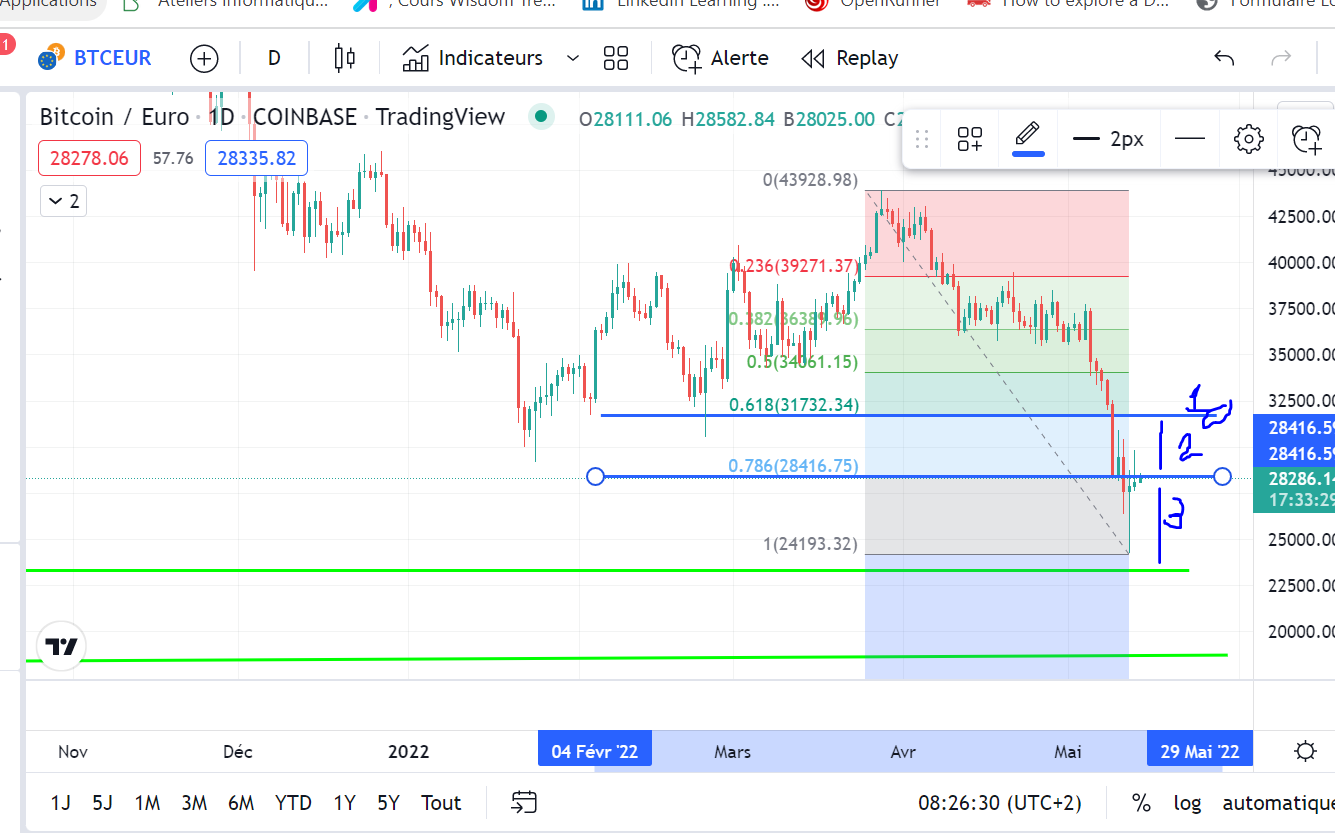 Applications
Ateliers Informatiqu...
, Cours Wisdom Tre...
LinkedIn Learning :...
OpenRunner
How to explore a D...
1
BTCEUR
D
Indicateurs
Alerte
Replay
Bitcoin / Euro · 1D · COINBASE · TradingView
O28111.06 H28582.84 B28025.00 C2
2px
28278.06
57.76
28335.82
2
0(43928.98)
0.236(39271.37)
0.5(34061.15)
0.618(31732.34)
0.786(28416.75)
1(24193.32)
1
2
3
45000.00
42500.00
40000.00
37500.00
35000.00
32500.00
28416.59
28416.59
28286.14
17:33:29
25000.00
22500.00
20000.00
Nov
Déc
2022
04 Févr '22
Mars
Avr
Mai
29 Mai '22
1J
5J
1M
3M
6M
YTD
1Y
5Y
Tout
08:26:30 (UTC+2)
%
log
automatique